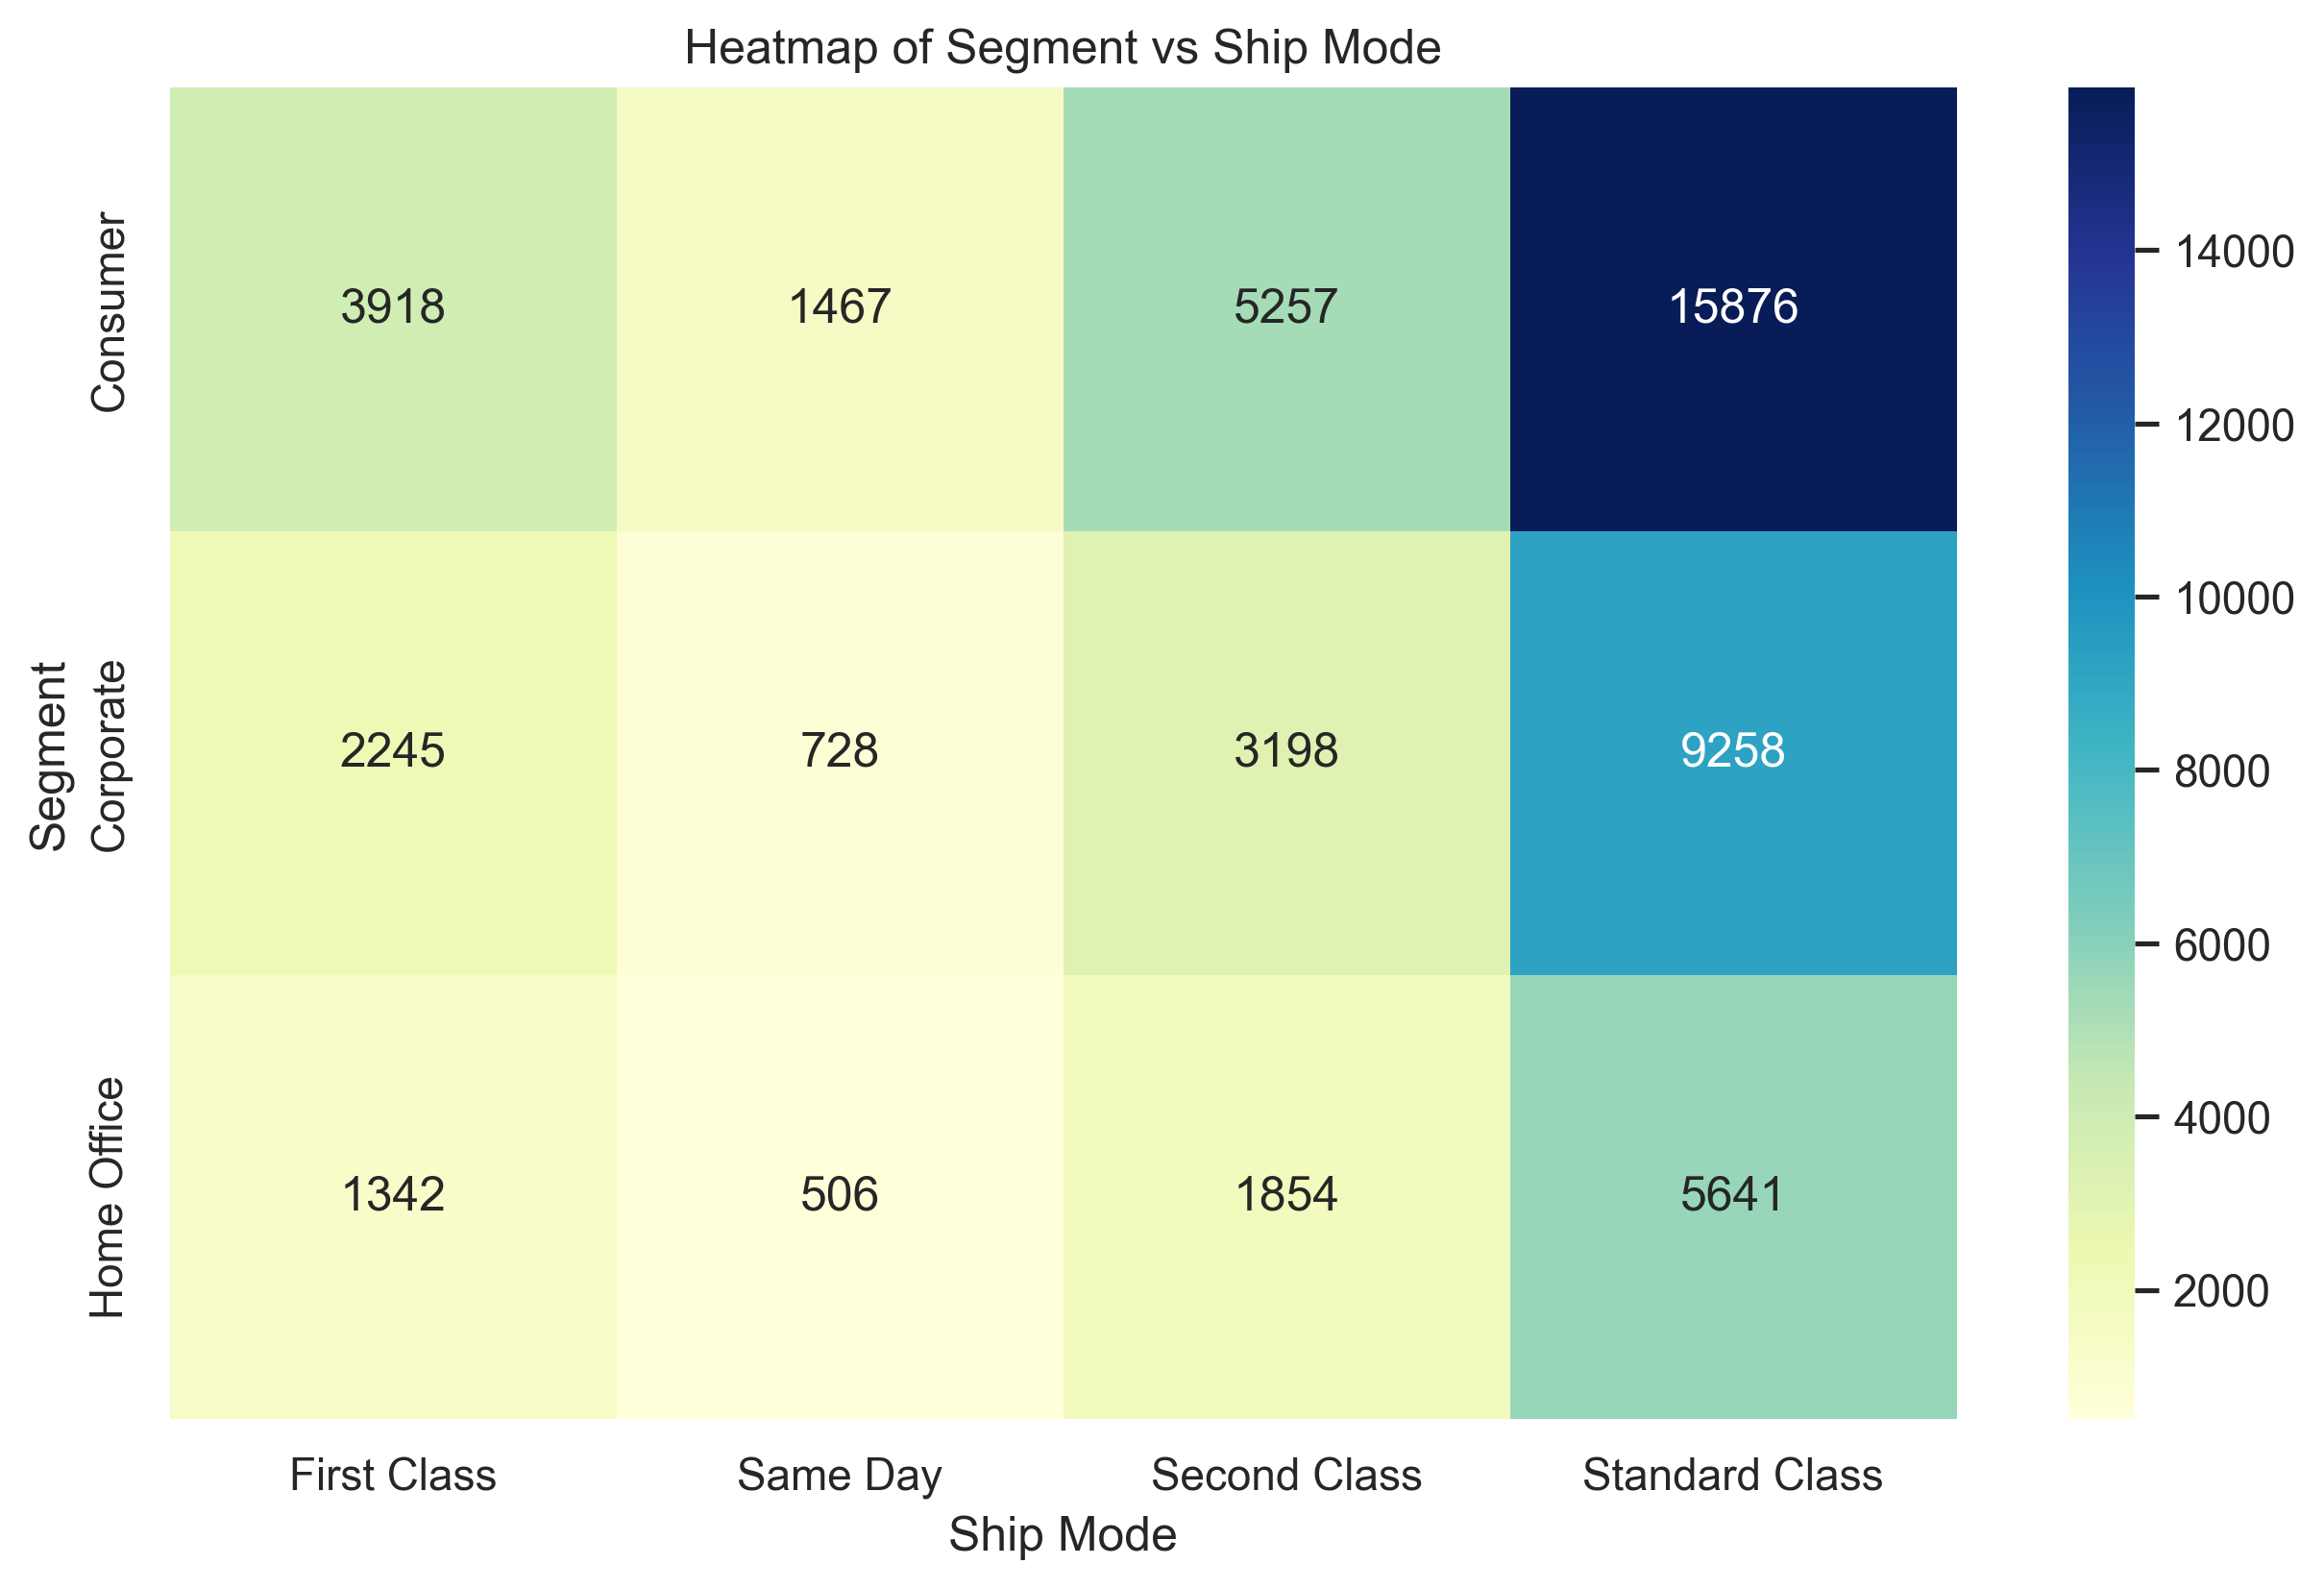 Heatmap of Segment vs Ship Mode
Segment
Consumer
3918 1467 5257 15876
Corporate
2245 728 3198 9258
Home Office
1342 506 1854 5641
First Class Same Day Second Class Standard Class
Ship Mode
14000
12000
10000
8000
6000
4000
2000